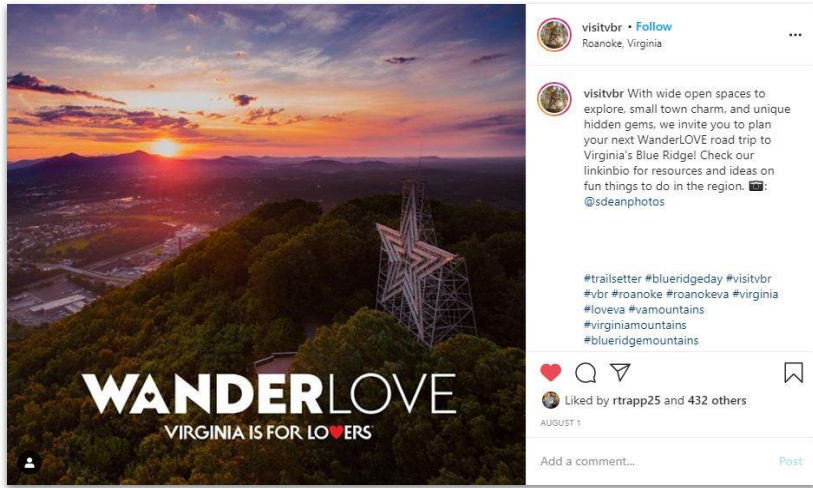 WANDERLOVE
VIRGINIA IS FOR LO♥ERS
visitvbr • Follow
Roanoke, Virginia
visitvbr With wide open spaces to
explore, small town charm, and unique
hidden gems, we invite you to plan
your next WanderLOVE road trip to
Virginia's Blue Ridge! Check our
linkinbio for resources and ideas on
fun things to do in the region. 📷:
@sdeanphotos
#trailsetter #blueridgeday #visitvbr
#vbr #roanoke #roanokeva #virginia
#loveva #vamountains
#virginiamountains
#blueridgemountains
Liked by rtrapp25 and 432 others
AUGUST 1
Add a comment...
Post